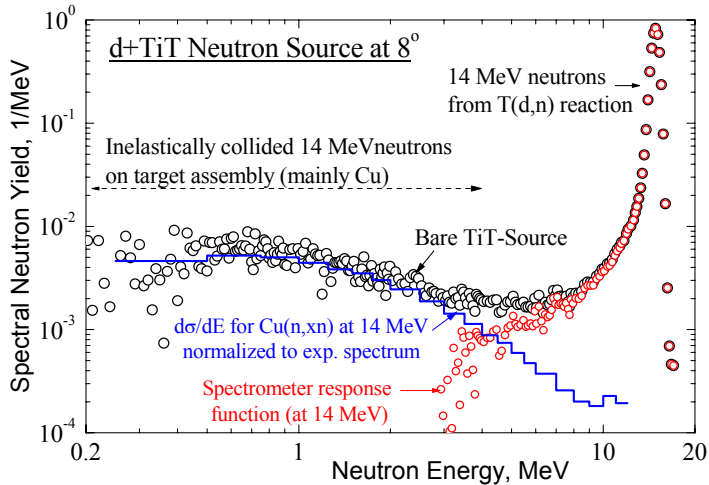 d+TiT Neutron Source at 8°
14 MeV neutrons
from T(d,n) reaction
Inelastically collided 14 MeVneutrons
on target assembly (mainly Cu)
Bare TiT-Source
dσ/dE for Cu(n,xn) at 14 MeV
normalized to exp. spectrum
Spectrometer response
function (at 14 MeV)
Spectral Neutron Yield, 1/MeV
10⁰
10⁻¹
10⁻²
10⁻³
10⁻⁴
0.2 1 10 20
Neutron Energy, MeV